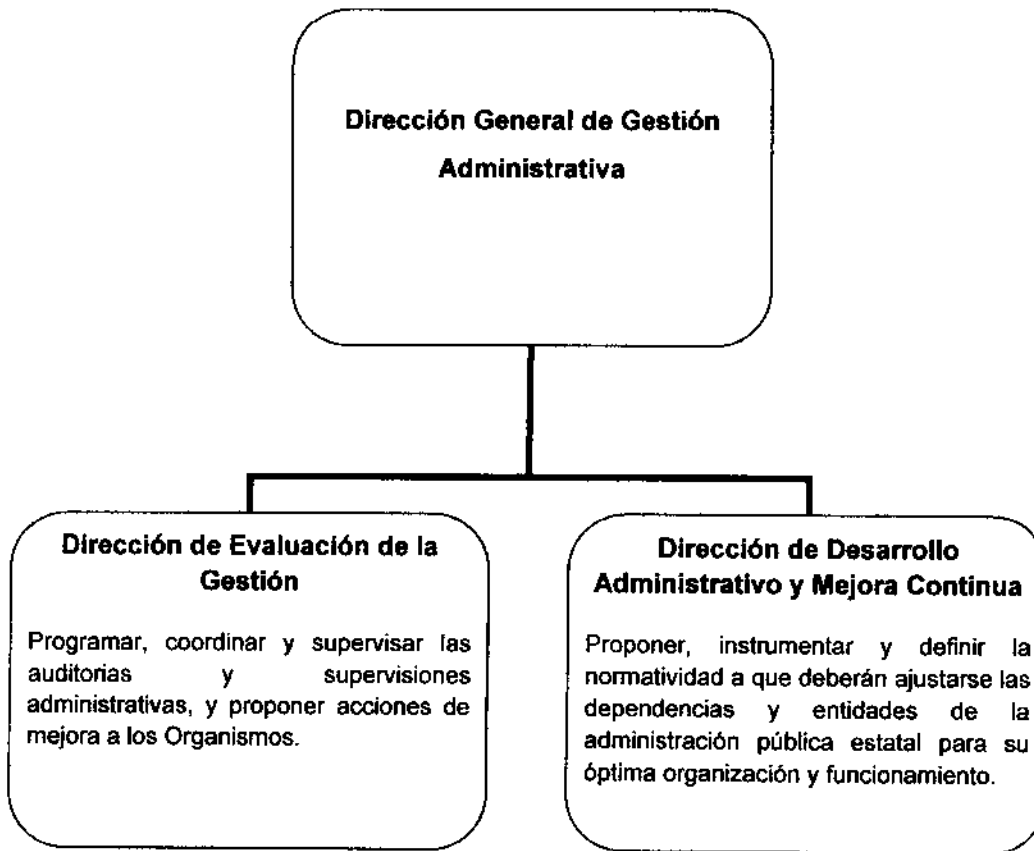 Dirección General de Gestión
Administrativa
Dirección de Evaluación de la
Gestión
Programar, coordinar y supervisar las
auditorias y supervisiones
administrativas, y proponer acciones de
mejora a los Organismos.
Dirección de Desarrollo
Administrativo y Mejora Continua
Proponer, instrumentar y definir la
normatividad a que deberán ajustarse las
dependencias y entidades de la
administración pública estatal para su
óptima organización y funcionamiento.